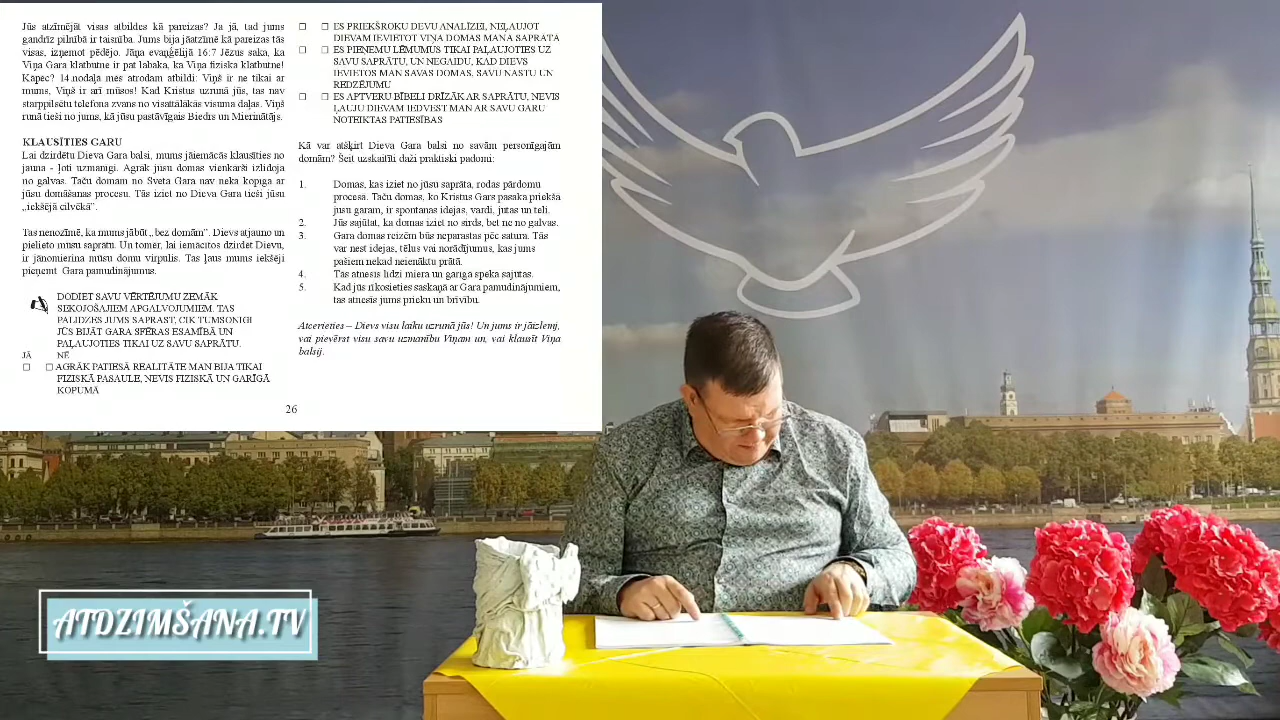 Jūs atzīmējāt visas atbildes kā pareizas? Ja jā, tad jums
gandrīz pilnībā ir taisnība. Jums bija jāatzīmē kā pareizas tās
visas, izņemot pēdējo. Jāņa evaņģēlijā 16:7 Jēzus saka, ka
Viņa Gara klātbūtne ir pat labāka, ka Viņa fiziskā klātbūtne!
Kāpēc? 14.nodaļā mēs atrodam atbildi: Viņš ir ne tikai ar
mums, Viņš ir arī mūsos! Kad Kristus uzrunā jūs, tas nav
starppilsētu telefona zvans no vistālākās visuma daļas. Viņš
runā tieši no jums, kā jūsu pastāvīgais Biedrs un Mierinātājs.
KLAUSĪTIES GARU
Lai dzirdētu Dieva Gara balsi, mums jāiemācās klausīties no
jauna - ļoti uzmanīgi. Agrāk jūsu domas vienkārši izlidoja
no galvas. Taču domām no Svētā Gara nav nekā kopīga ar
jūsu domāšanas procesu. Tās iziet no Dieva Gara tieši jūsu
„iekšējā cilvēkā”.
Tas nenozīmē, ka mums jābūt „ bez domām”. Dievs atjauno un
pielieto mūsu saprātu. Un tomēr, lai iemācītos dzirdēt Dievu,
ir jānomierina mūsu domu virpulis. Tas ļaus mums iekšēji
pieņemt Gara pamudinājumus.
DODIET SAVU VĒRTĒJUMU ZEMĀK
SEKOJOŠAJIEM APGALVOJUMIEM. TAS
PALĪDZĒS JUMS SAPRAST, CIK TUMSONĪGI
JŪS BIJĀT GARA SFĒRAS ESAMĪBĀ UN
PAĻAUJOTIES TIKAI UZ SAVU SAPRĀTU.
JĀ NĒ
□ □ AGRĀK PATIESĀ REALITĀTE MAN BIJA TIKAI
FIZISKĀ PASAULE, NEVIS FIZISKĀ UN GARĪGĀ
KOPUMĀ
□ □ ES PRIEKŠROKU DEVU ANALĪZEI, NEĻAUJOT
DIEVAM IEVIETOT VIŅA DOMAS MANĀ SAPRĀTĀ
□ □ ES PIEŅEMU LĒMUMUS TIKAI PAĻAUJOTIES UZ
SAVU SAPRĀTU, UN NEGAIDU, KAD DIEVS
IEVIETOS MAN SAVAS DOMAS, SAVU NASTU UN
REDZĒJUMU
□ □ ES APTVERU BĪBELI DRĪZĀK AR SAPRĀTU, NEVIS
ĻAUJU DIEVAM IEDVEST MAN AR SAVU GARU
NOTEIKTAS PATIESĪBAS
Kā var atšķirt Dieva Gara balsi no savām personīgajām
domām? Šeit uzskaitīti daži praktiski padomi:
1. Domas, kas iziet no jūsu saprāta, rodas pārdomu
procesā. Taču domas, ko Kristus Gars pasaka priekšā
jūsu garam, ir spontānas idejas, vārdi, jūtas un tēli.
2. Jūs sajūtat, ka domas iziet no sirds, bet ne no galvas.
3. Gara domas reizēm būs neparastas pēc satura. Tās
var nest idejas, tēlus vai norādījumus, kas jums
pašiem nekad neienāktu prātā.
4. Tās atnesīs līdzi miera un garīga spēka sajūtas.
5. Kad jūs rīkosieties saskaņā ar Gara pamudinājumiem,
tas atnesīs jums prieku un brīvību.
Atcerieties – Dievs visu laiku uzrunā jūs! Un jums ir jāizlemj,
vai pievērst visu savu uzmanību Viņam un, vai klausīt Viņa
balsij.
26
ATDZIMŠANA.TV